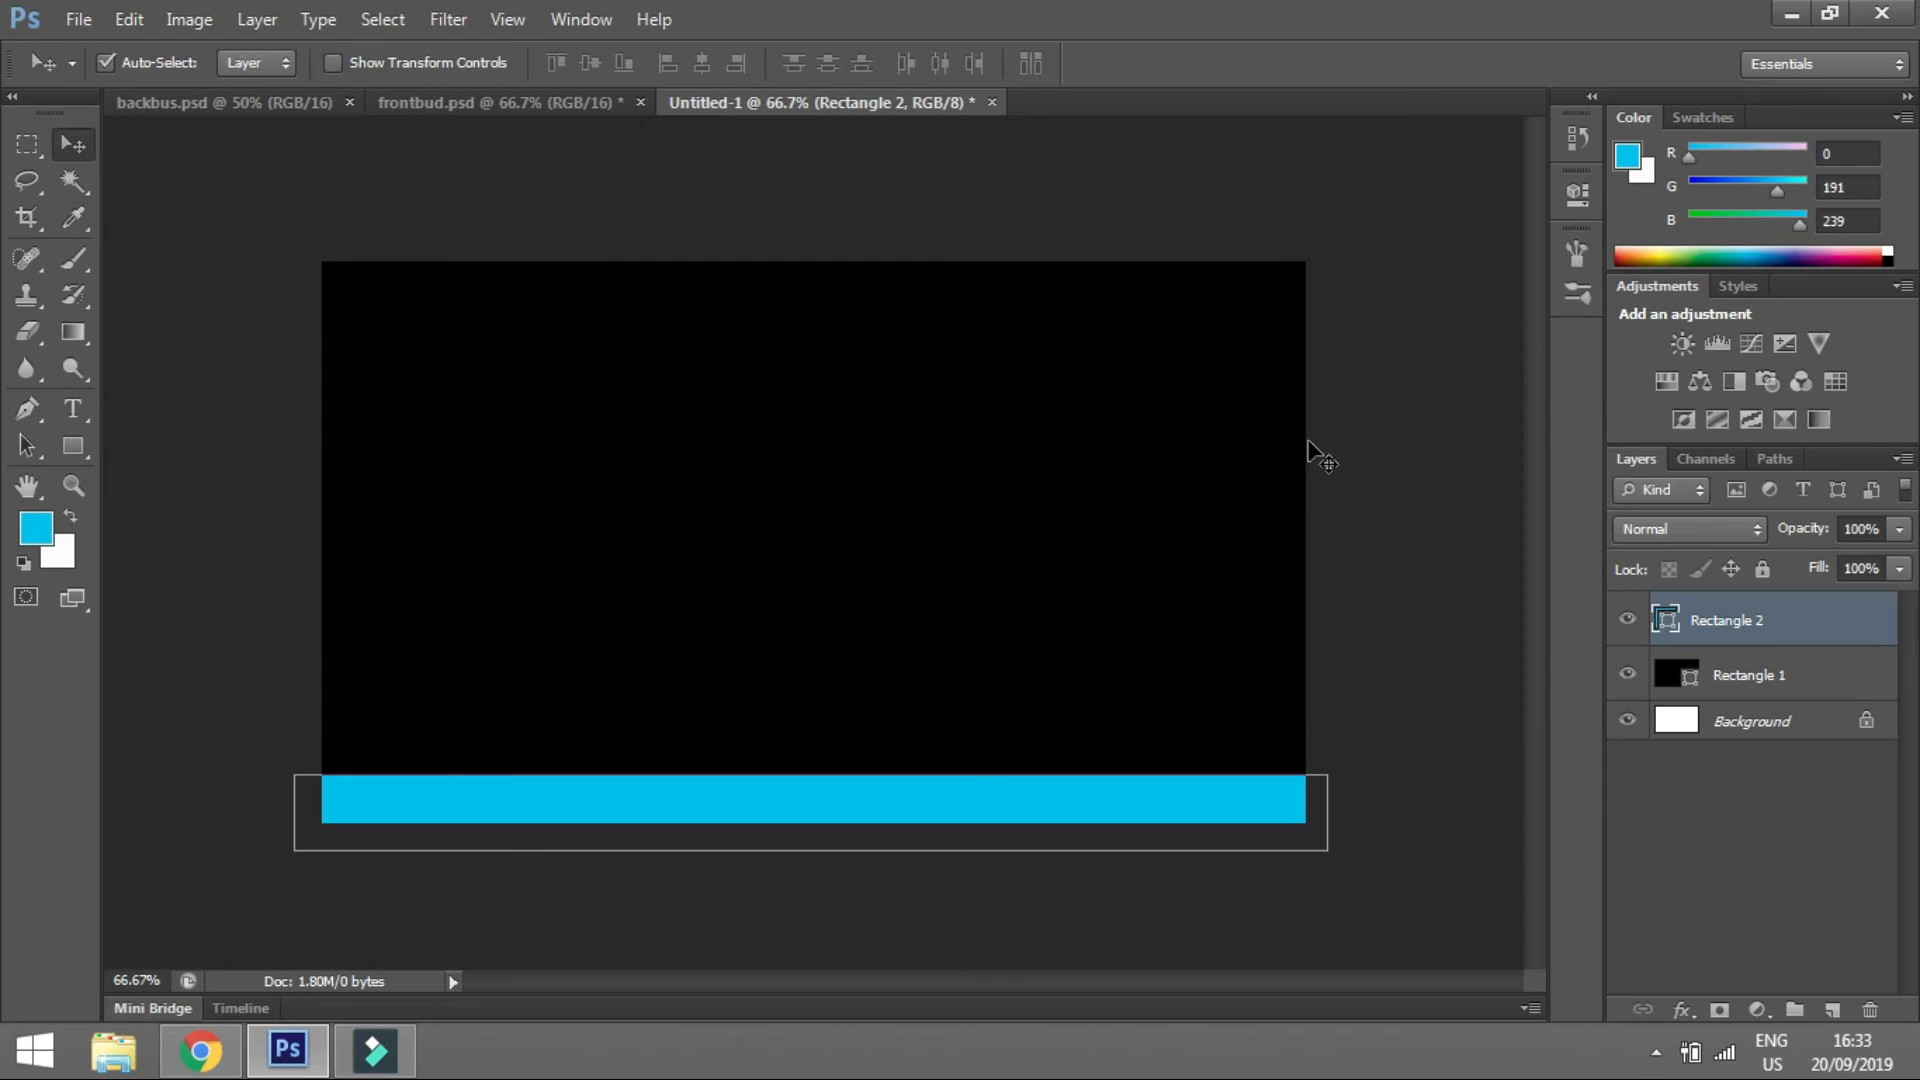 Ps File Edit Image Layer Type Select Filter View Window Help
Auto-Select: Layer Show Transform Controls Essentials
backbus.psd @ 50% (RGB/16) × frontbud.psd @ 66.7% (RGB/16) * × Untitled-1 @ 66.7% (Rectangle 2, RGB/8) * ×
Color Swatches
R 0
G 191
B 239
Adjustments Styles
Add an adjustment
Layers Channels Paths
Kind
Normal Opacity: 100%
Lock: Fill: 100%
Rectangle 2
Rectangle 1
Background
66.67% Doc: 1.80M/0 bytes
Mini Bridge Timeline
Ps
ENG
US
16:33
20/09/2019